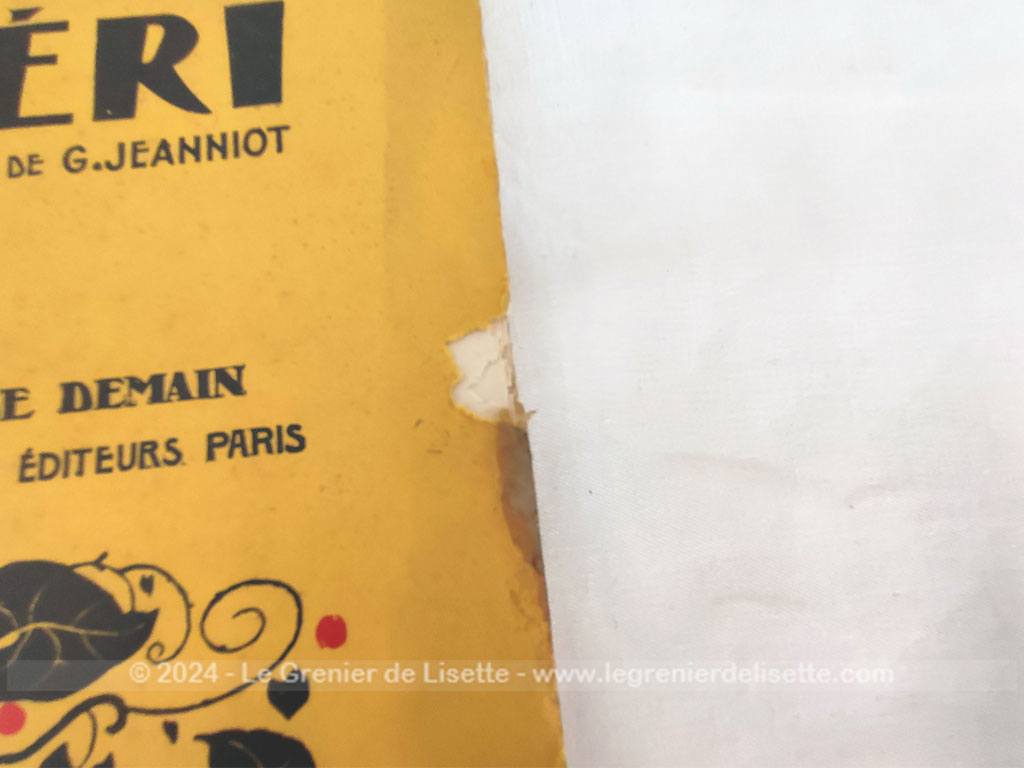 ÉRI
DE G. JEANNIOT
E DEMAIN
ÉDITEURS PARIS
© 2024 - Le Grenier de Lisette - www.legrenierdelisette.com